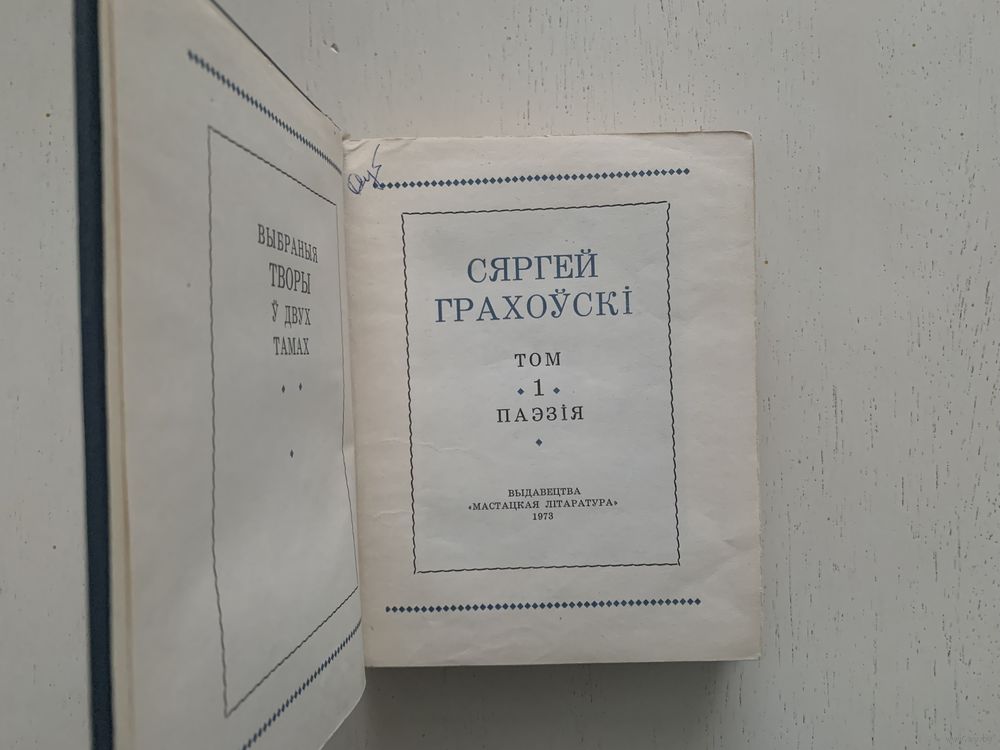 ВЫБРАНЫЯ
ТВОРЫ
Ў ДВУХ
ТАМАХ
СЯРГЕЙ
ГРАХОЎСКІ
ТОМ
1
ПАЭЗІЯ
ВЫДАВЕЦТВА
«МАСТАЦКАЯ ЛІТАРАТУРА»
1973